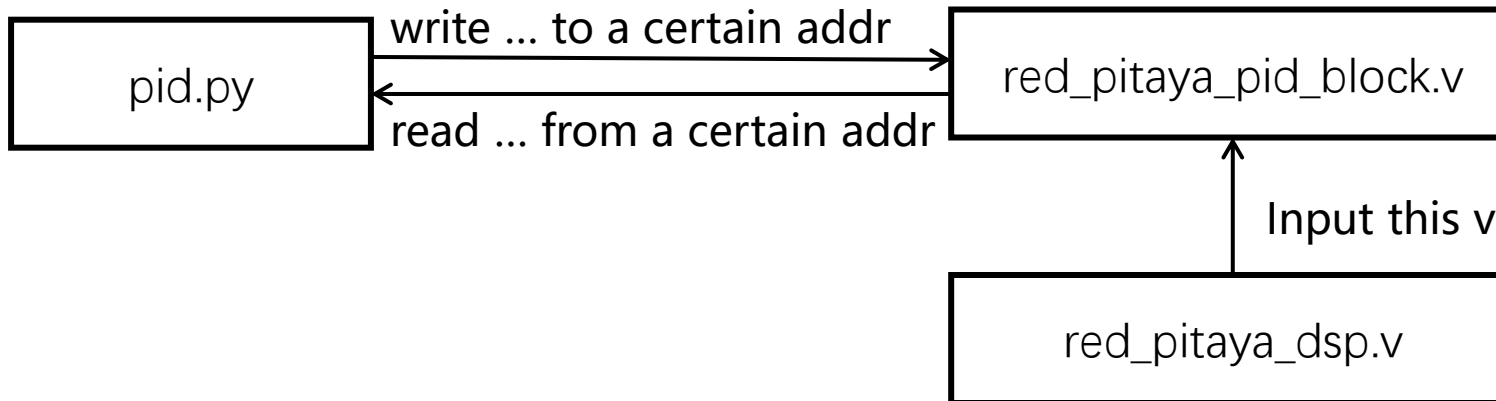 write ... to a certain addr
pid.py
red_pitaya_pid_block.v
read ... from a certain addr
Input this v
red_pitaya_dsp.v